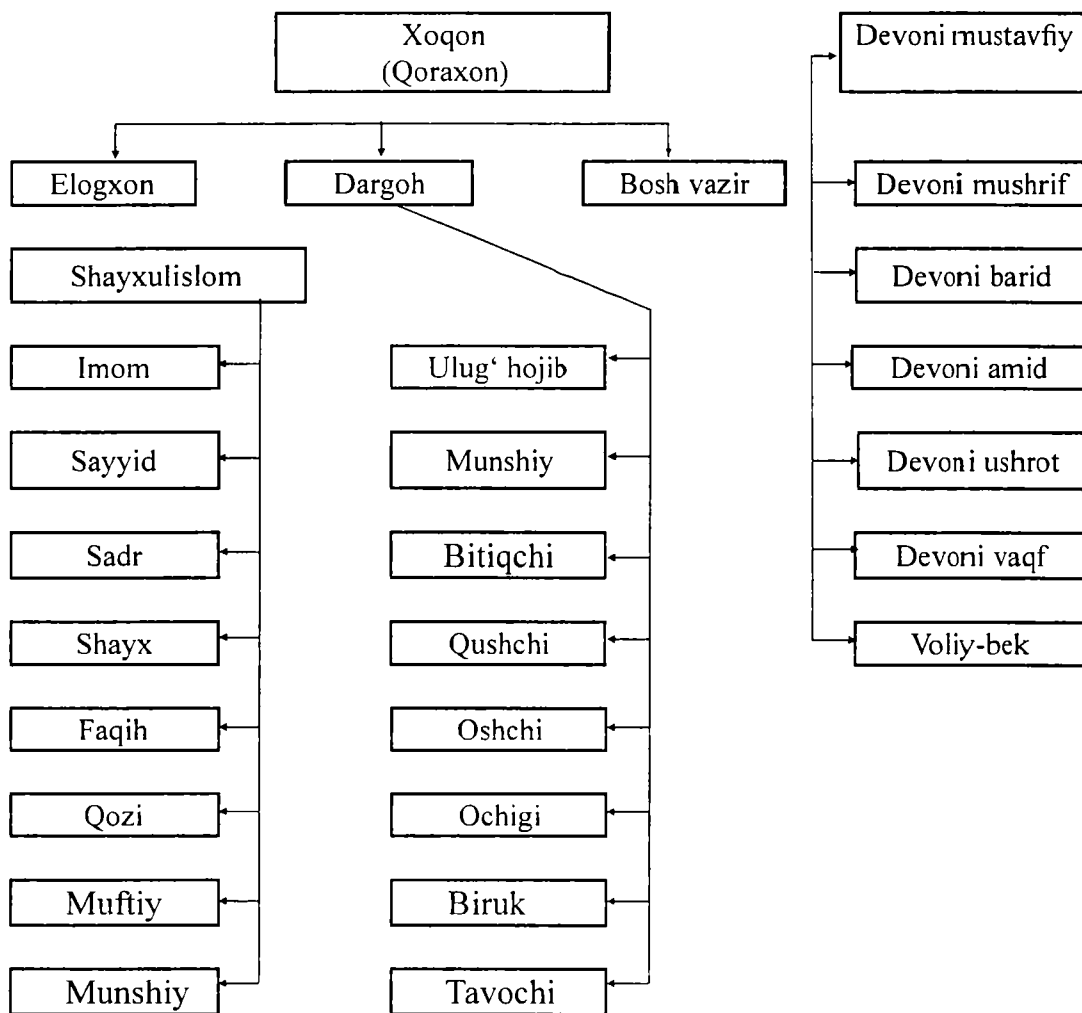 Xoqon
(Qoraxon)
Devoni mustavfiy
Elogxon
Dargoh
Bosh vazir
Devoni mushrif
Shayxulislom
Devoni barid
Imom
Ulug‘ hojib
Devoni amid
Sayyid
Munshiy
Devoni ushrot
Sadr
Bitiqchi
Devoni vaqf
Shayx
Qushchi
Voliy-bek
Faqih
Oshchi
Qozi
Ochigi
Muftiy
Biruk
Munshiy
Tavochi